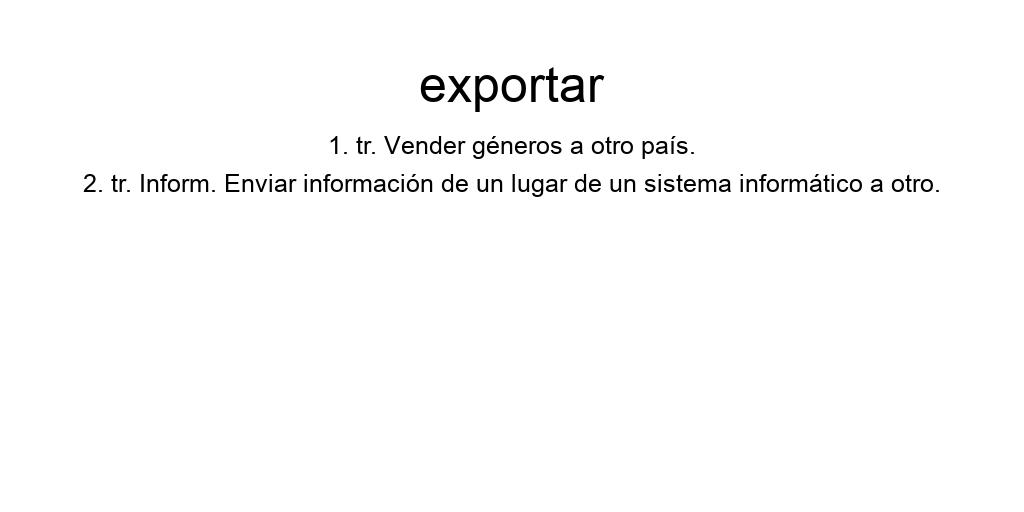 exportar
1. tr. Vender géneros a otro país.
2. tr. Inform. Enviar información de un lugar de un sistema informático a otro.